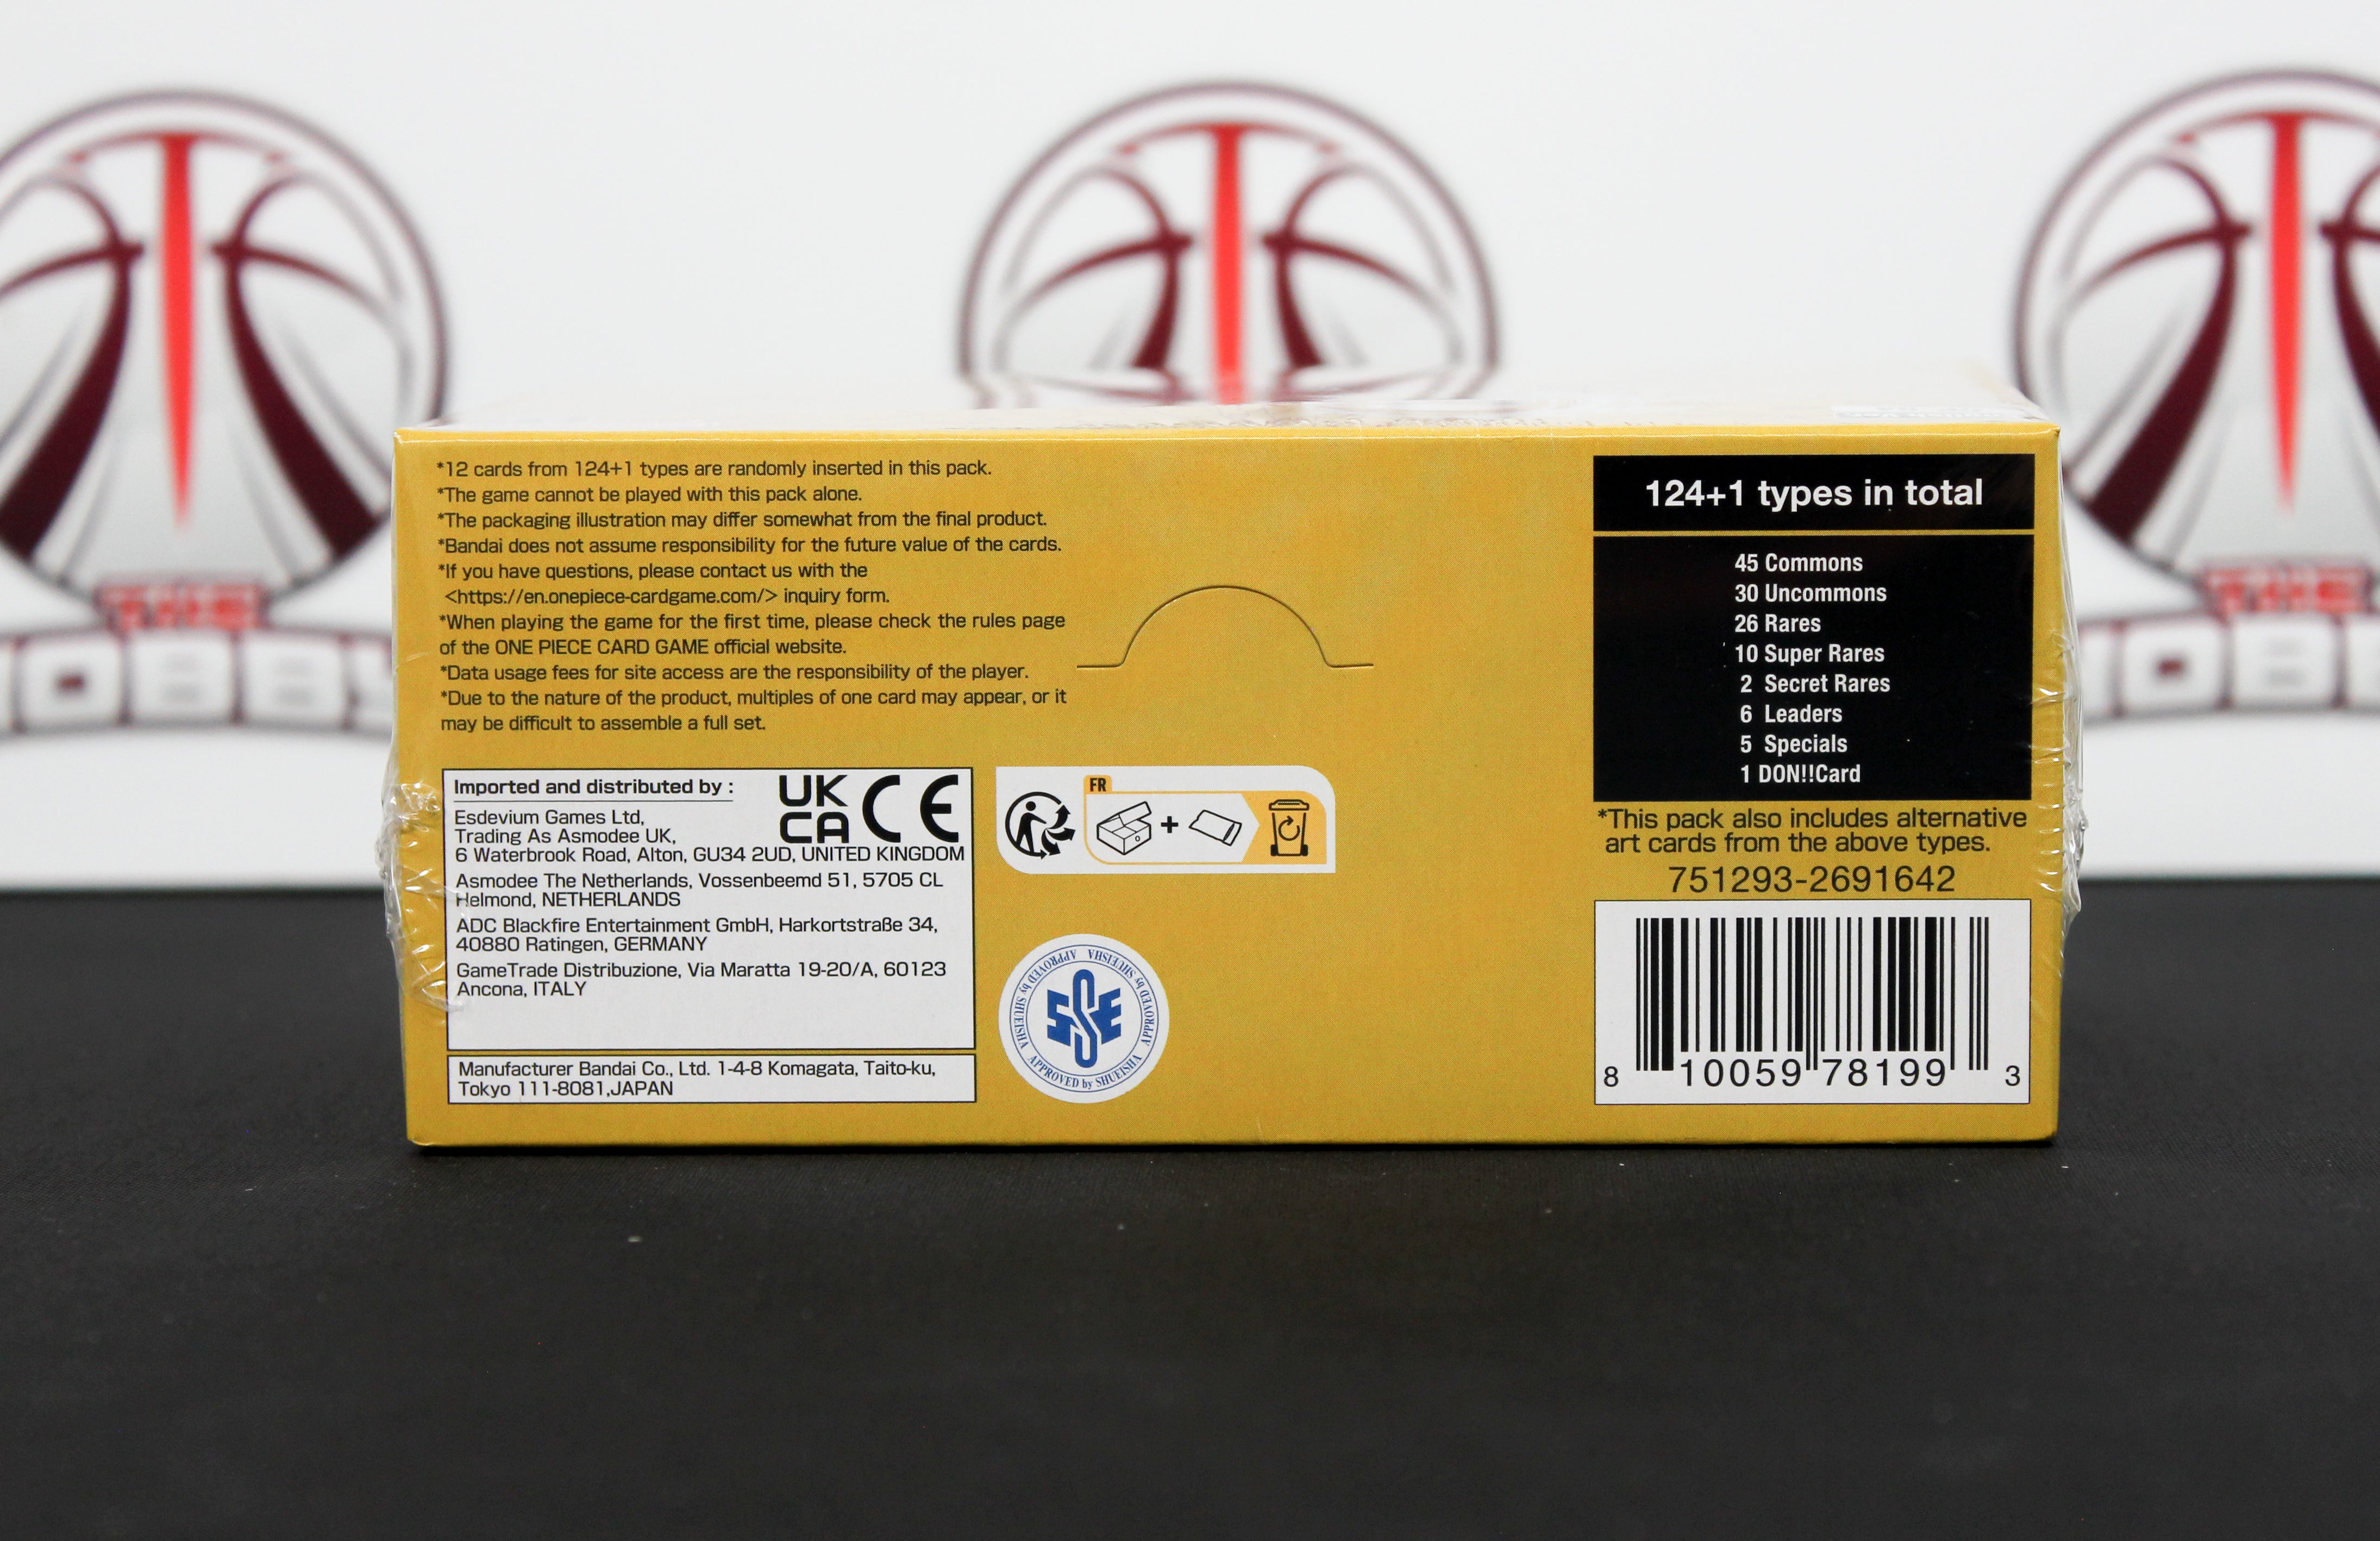 *12 cards from 124+1 types are randomly inserted in this pack.
*The game cannot be played with this pack alone.
*The packaging illustration may differ somewhat from the final product.
*Bandai does not assume responsibility for the future value of the cards.
*If you have questions, please contact us with the
<https://en.onepiece-cardgame.com/> inquiry form.
*When playing the game for the first time, please check the rules page
of the ONE PIECE CARD GAME official website.
*Data usage fees for site access are the responsibility of the player.
*Due to the nature of the product, multiples of one card may appear, or it
may be difficult to assemble a full set.
Imported and distributed by :
UK
CA
CE
Esdevium Games Ltd,
Trading As Asmodee UK,
6 Waterbrook Road, Alton, GU34 2UD, UNITED KINGDOM
Asmodee The Netherlands, Vossenbeemd 51, 5705 CL
Helmond, NETHERLANDS
ADC Blackfire Entertainment GmbH, Harkortstraße 34,
40880 Ratingen, GERMANY
GameTrade Distribuzione, Via Maratta 19-20/A, 60123
Ancona, ITALY
Manufacturer Bandai Co., Ltd. 1-4-8 Komagata, Taito-ku,
Tokyo 111-8081,JAPAN
FR
+
APPROVED by SHUEISHA APPROVED by SHUEISHA APPROVED by SHUEISHA
124+1 types in total
45 Commons
30 Uncommons
26 Rares
10 Super Rares
2 Secret Rares
6 Leaders
5 Specials
1 DON!!Card
*This pack also includes alternative
art cards from the above types.
751293-2691642
8 10059 78199 3
THE
THE